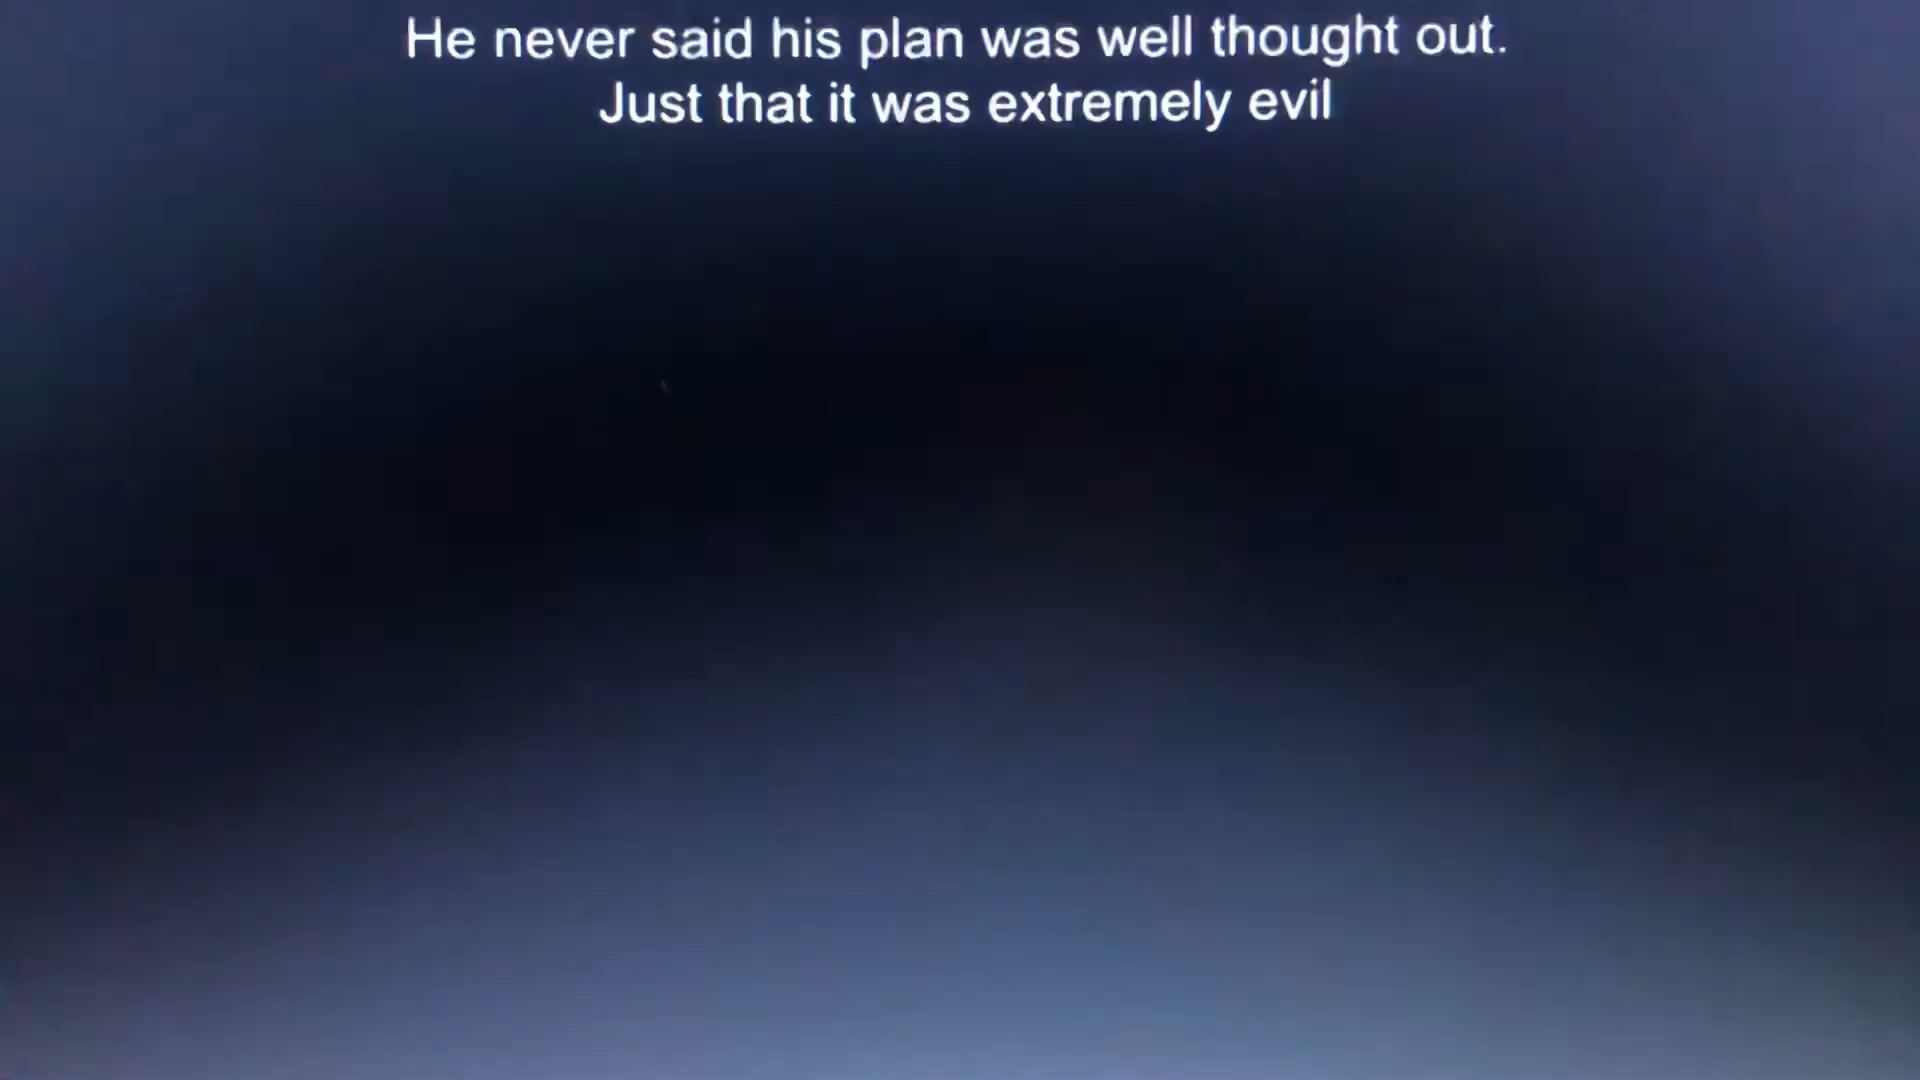 He never said his plan was well thought out.
Just that it was extremely evil